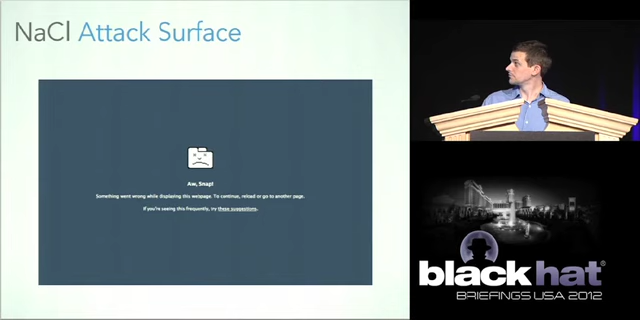 NaCl Attack Surface
Aw, Snap!
Something went wrong while displaying this webpage. To continue, reload or go to another page.
If you're seeing this frequently, try these suggestions.
black hat®
BRIEFINGS USA 2012